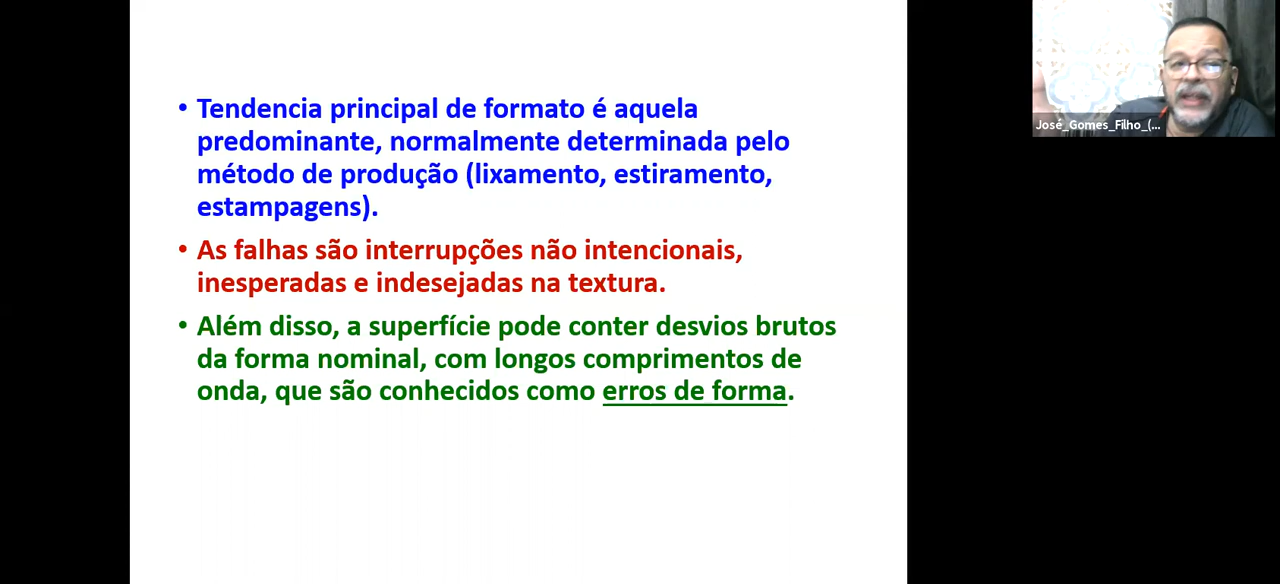 • Tendencia principal de formato é aquela
predominante, normalmente determinada pelo
método de produção (lixamento, estiramento,
estampagens).
• As falhas são interrupções não intencionais,
inesperadas e indesejadas na textura.
• Além disso, a superfície pode conter desvios brutos
da forma nominal, com longos comprimentos de
onda, que são conhecidos como erros de forma.
José_Gomes_Filho_(...